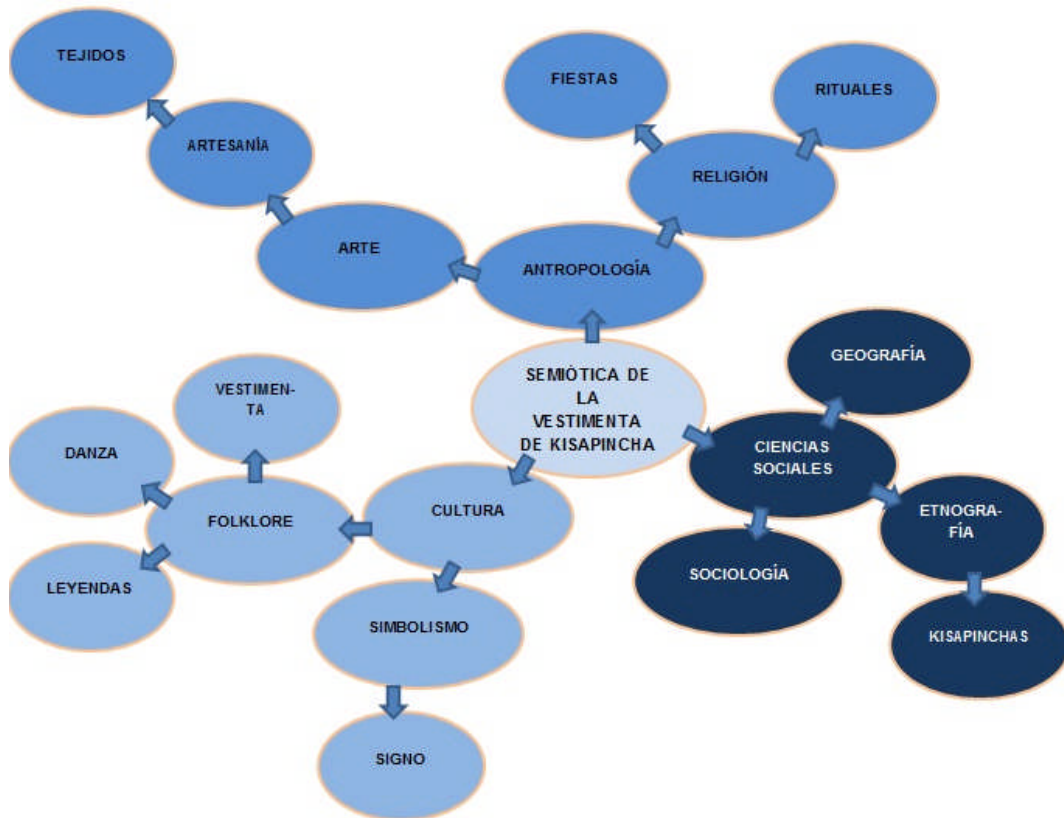 TEJIDOS
FIESTAS
RITUALES
ARTESANÍA
RELIGIÓN
ARTE
ANTROPOLOGÍA
SEMIÒTICA DE
LA
VESTIMENTA
DE KISAPINCHA
GEOGRAFÍA
VESTIMEN-
TA
CIENCIAS
SOCIALES
DANZA
FOLKLORE
CULTURA
ETNOGRA-
FÍA
SOCIOLOGÍA
LEYENDAS
SIMBOLISMO
KISAPINCHAS
SIGNO